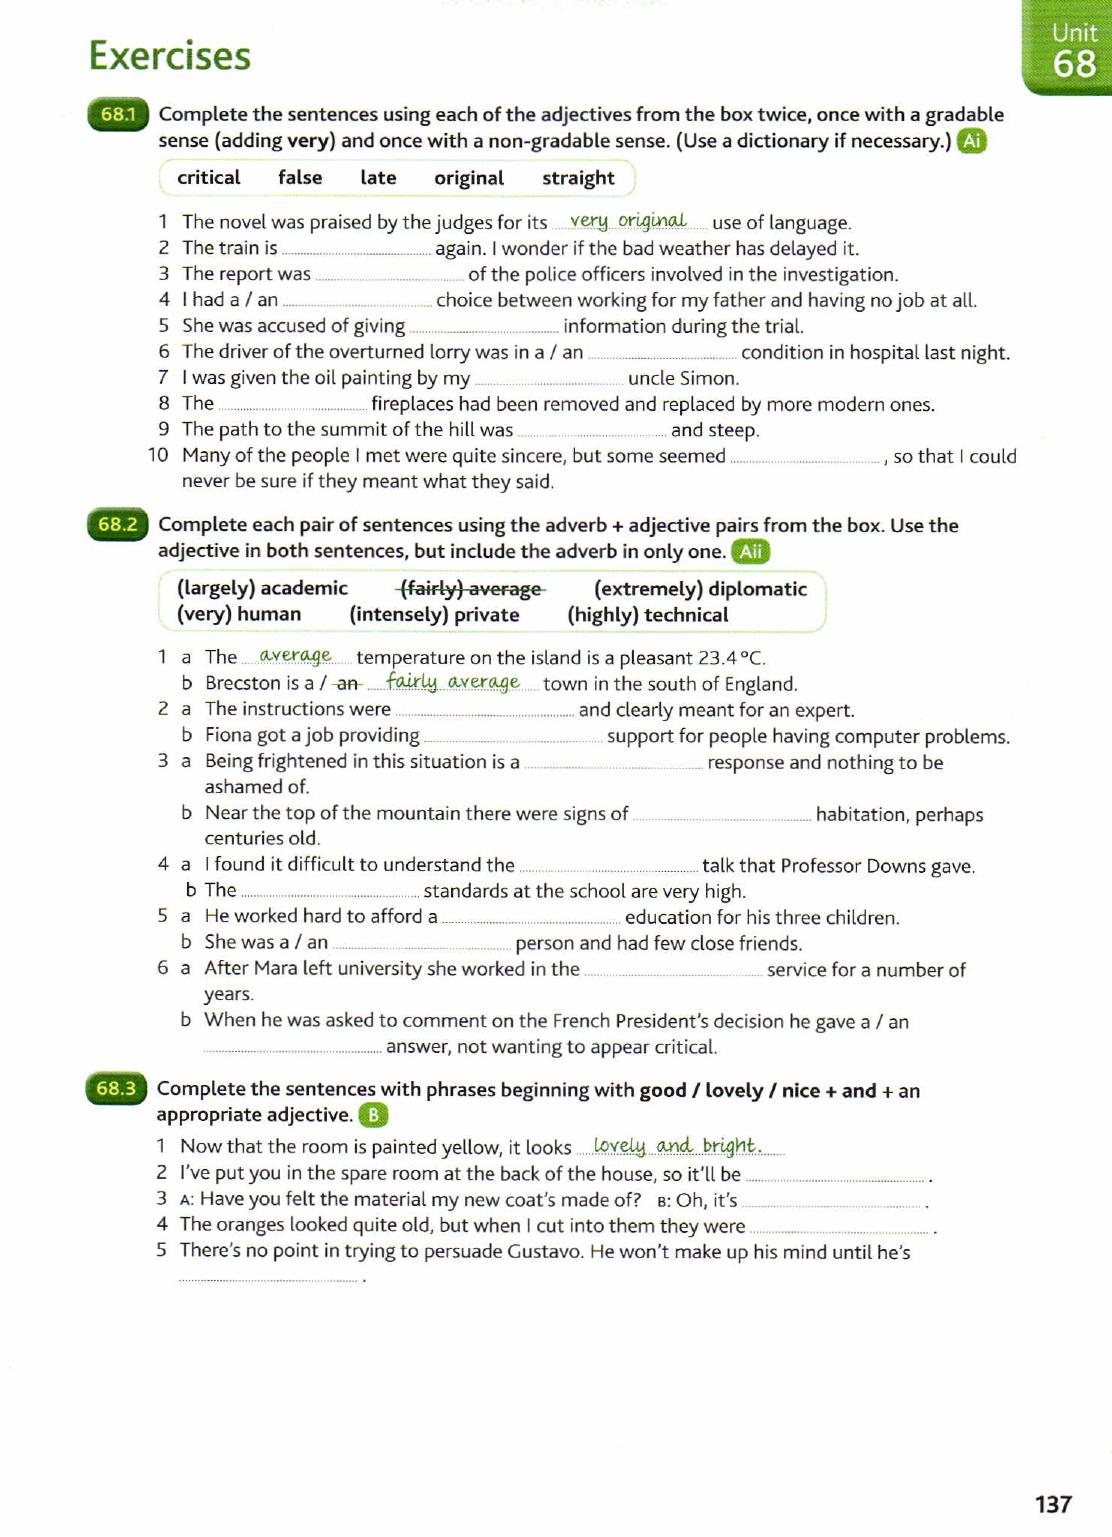 Exercises
Unit
68
68.1 Complete the sentences using each of the adjectives from the box twice, once with a gradable
sense (adding very) and once with a non-gradable sense. (Use a dictionary if necessary.) Ai
critical false late original straight
1 The novel was praised by the judges for its very original use of language.
2 The train is ............ again. I wonder if the bad weather has delayed it.
3 The report was ............ of the police officers involved in the investigation.
4 I had a / an ............ choice between working for my father and having no job at all.
5 She was accused of giving ............ information during the trial.
6 The driver of the overturned lorry was in a / an ............ condition in hospital last night.
7 I was given the oil painting by my ............ uncle Simon.
8 The ............ fireplaces had been removed and replaced by more modern ones.
9 The path to the summit of the hill was ............ and steep.
10 Many of the people I met were quite sincere, but some seemed ............ , so that I could
never be sure if they meant what they said.
68.2 Complete each pair of sentences using the adverb + adjective pairs from the box. Use the
adjective in both sentences, but include the adverb in only one. Aii
(largely) academic (fairly) average (extremely) diplomatic
(very) human (intensely) private (highly) technical
1 a The average temperature on the island is a pleasant 23.4 °C.
b Brecston is a / an fairly average town in the south of England.
2 a The instructions were ............ and clearly meant for an expert.
b Fiona got a job providing ............ support for people having computer problems.
3 a Being frightened in this situation is a ............ response and nothing to be
ashamed of.
b Near the top of the mountain there were signs of ............ habitation, perhaps
centuries old.
4 a I found it difficult to understand the ............ talk that Professor Downs gave.
b The ............ standards at the school are very high.
5 a He worked hard to afford a ............ education for his three children.
b She was a / an ............ person and had few close friends.
6 a After Mara left university she worked in the ............ service for a number of
years.
b When he was asked to comment on the French President's decision he gave a / an
............ answer, not wanting to appear critical.
68.3 Complete the sentences with phrases beginning with good / lovely / nice + and + an
appropriate adjective. B
1 Now that the room is painted yellow, it looks lovely and bright.
2 I've put you in the spare room at the back of the house, so it'll be ............ .
3 A: Have you felt the material my new coat's made of? B: Oh, it's ............ .
4 The oranges looked quite old, but when I cut into them they were ............ .
5 There's no point in trying to persuade Gustavo. He won't make up his mind until he's
............ .
137